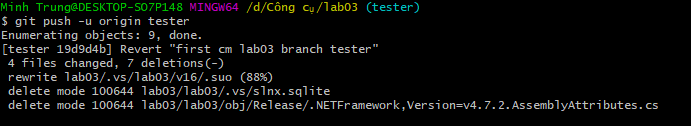 Minh Trung@DESKTOP-SO7P148 MINGW64 /d/Công cụ/lab03 (tester)
$ git push -u origin tester
Enumerating objects: 9, done.
[tester 19d9d4b] Revert "first cm lab03 branch tester"
4 files changed, 7 deletions(-)
rewrite lab03/.vs/lab03/v16/.suo (88%)
delete mode 100644 lab03/lab03/.vs/slnx.sqlite
delete mode 100644 lab03/lab03/obj/Release/.NETFramework,Version=v4.7.2.AssemblyAttributes.cs